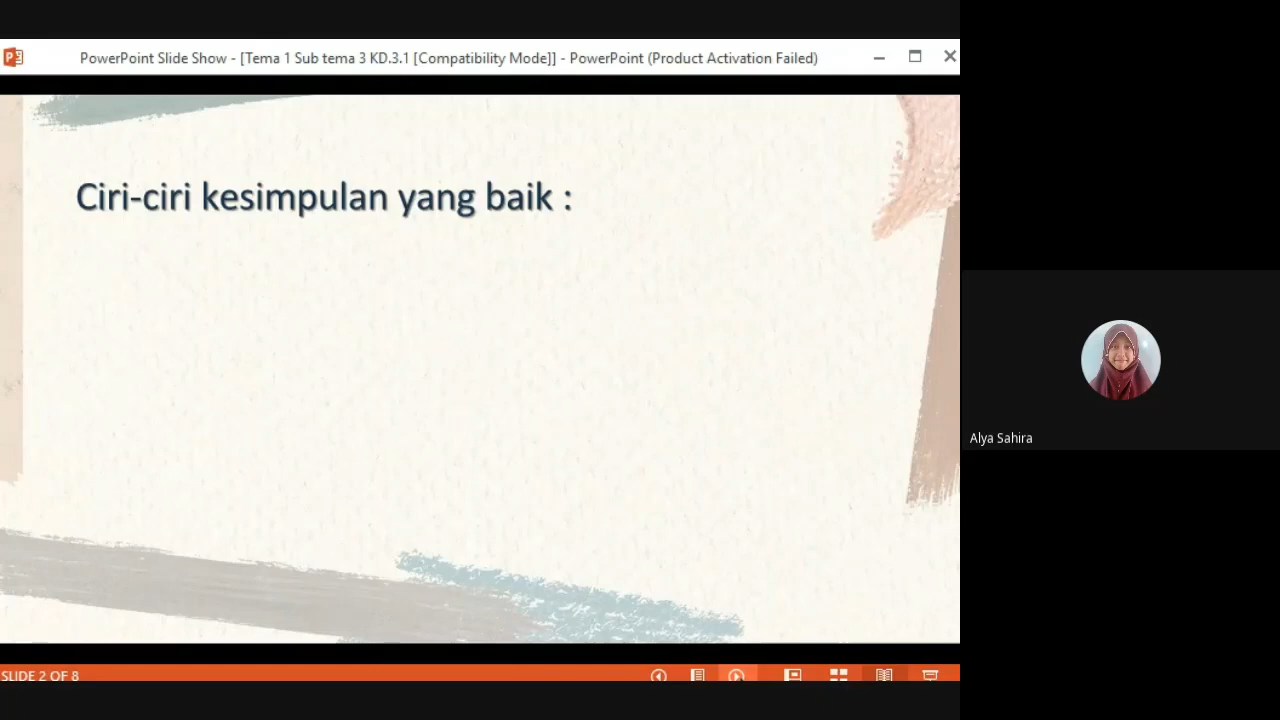 PowerPoint Slide Show - [Tema 1 Sub tema 3 KD.3.1 [Compatibility Mode]] - PowerPoint (Product Activation Failed)
Ciri-ciri kesimpulan yang baik :
Alya Sahira
SLIDE 2 OF 8